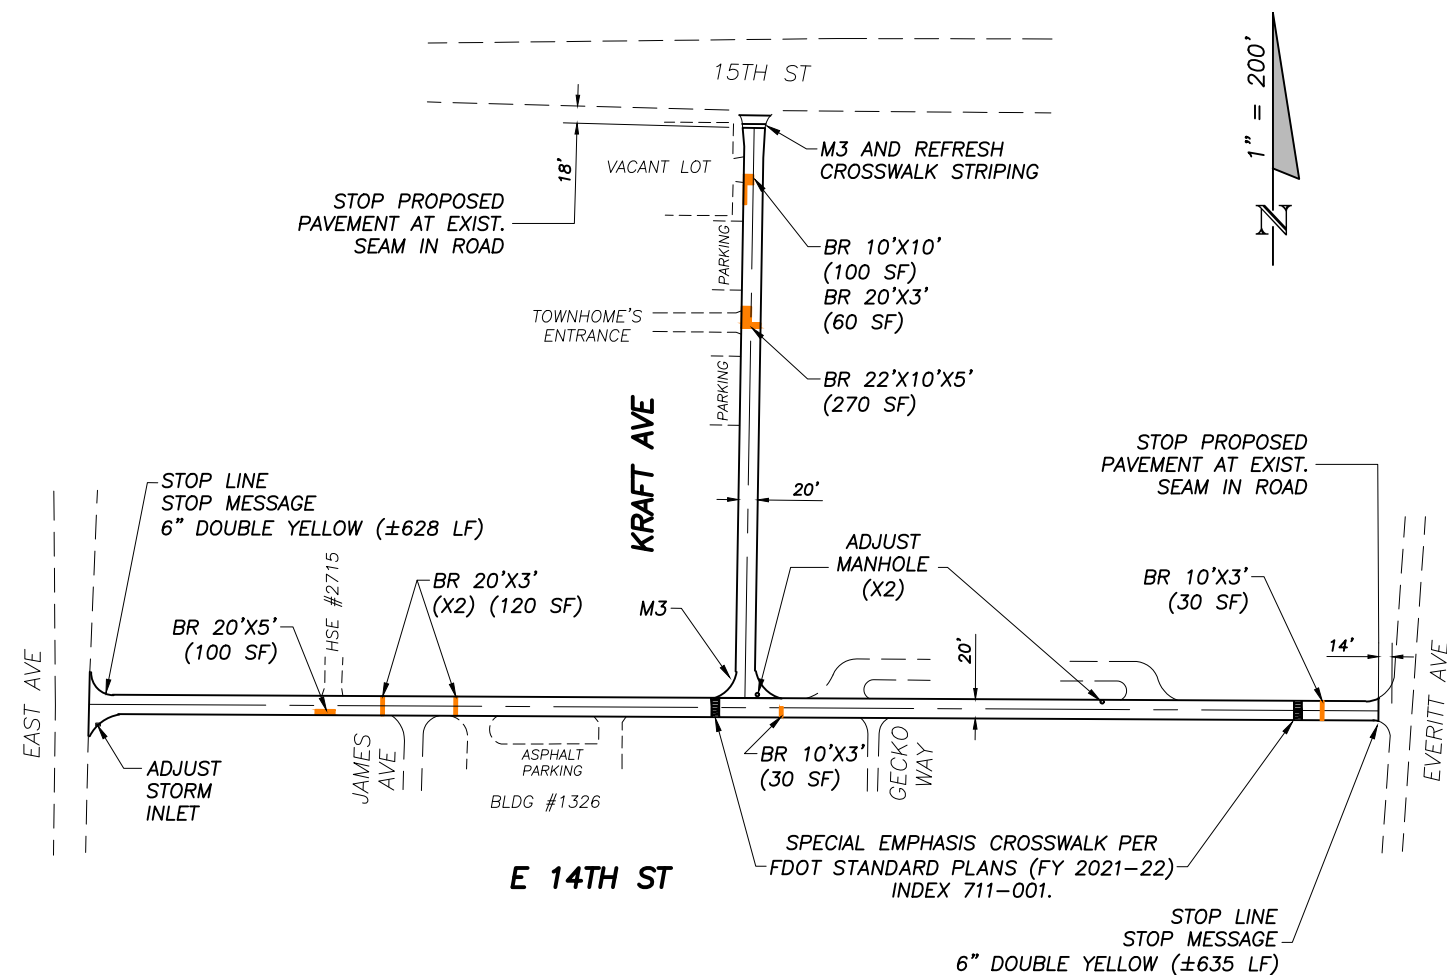 15TH ST
1" = 200'
N
18'
VACANT LOT
M3 AND REFRESH
CROSSWALK STRIPING
STOP PROPOSED
PAVEMENT AT EXIST.
SEAM IN ROAD
PARKING
BR 10'X10'
(100 SF)
BR 20'X3'
(60 SF)
TOWNHOME'S
ENTRANCE
PARKING
BR 22'X10'X5'
(270 SF)
KRAFT AVE
20'
STOP PROPOSED
PAVEMENT AT EXIST.
SEAM IN ROAD
STOP LINE
STOP MESSAGE
6" DOUBLE YELLOW (±628 LF)
ADJUST
MANHOLE
(X2)
HSE #2715
BR 20'X3'
(X2) (120 SF)
M3
BR 10'X3'
(30 SF)
BR 20'X5'
(100 SF)
20'
14'
EAST AVE
EVERITT AVE
ADJUST
STORM
INLET
JAMES
AVE
ASPHALT
PARKING
BLDG #1326
BR 10'X3'
(30 SF)
GECKO
WAY
E 14TH ST
SPECIAL EMPHASIS CROSSWALK PER
FDOT STANDARD PLANS (FY 2021-22)
INDEX 711-001.
STOP LINE
STOP MESSAGE
6" DOUBLE YELLOW (±635 LF)